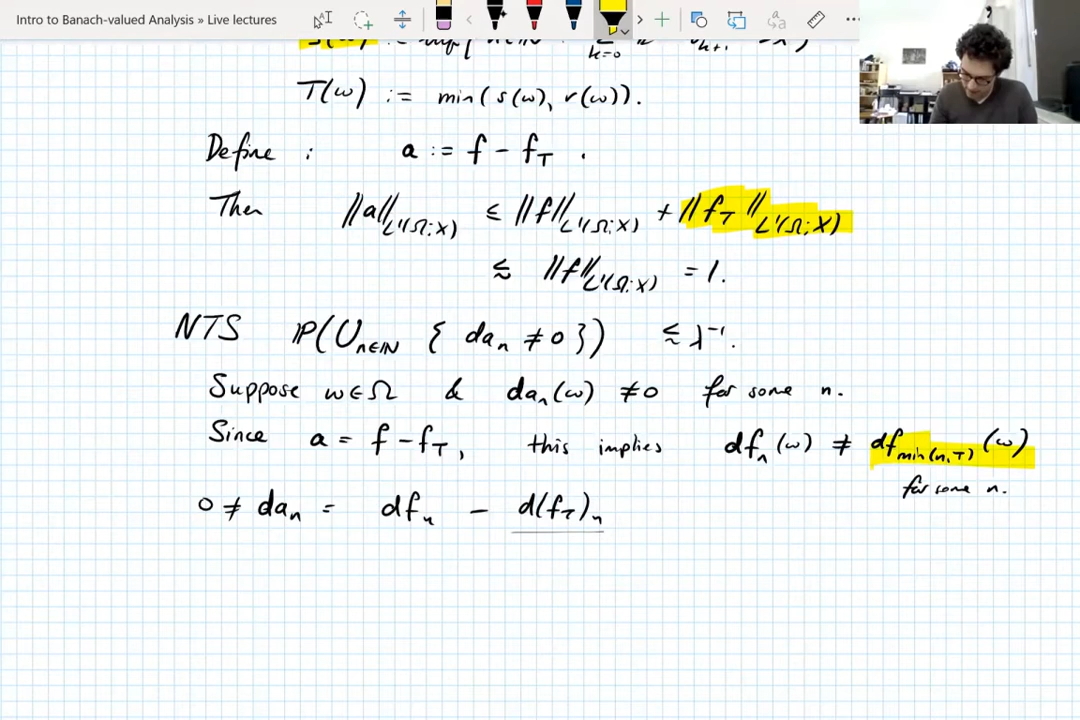 Intro to Banach-valued Analysis » Live lectures
k=0
T(ω) := min(s(ω), r(ω)).
Define : a := f - f_T .
Then ‖a‖_{L¹(Ω;X)} ≤ ‖f‖_{L¹(Ω;X)} + ‖f_T‖_{L¹(Ω;X)}
≲ ‖f‖_{L¹(Ω;X)} = 1.
NTS ℙ(∪_{n∈ℕ} { da_n ≠ 0 }) ≲ λ⁻¹.
Suppose ω∈Ω & da_n(ω) ≠ 0 for some n.
Since a = f - f_T, this implies df_n(ω) ≠ df_{min(n,T)}(ω)
for some n.
0 ≠ da_n = df_n - d(f_T)_n